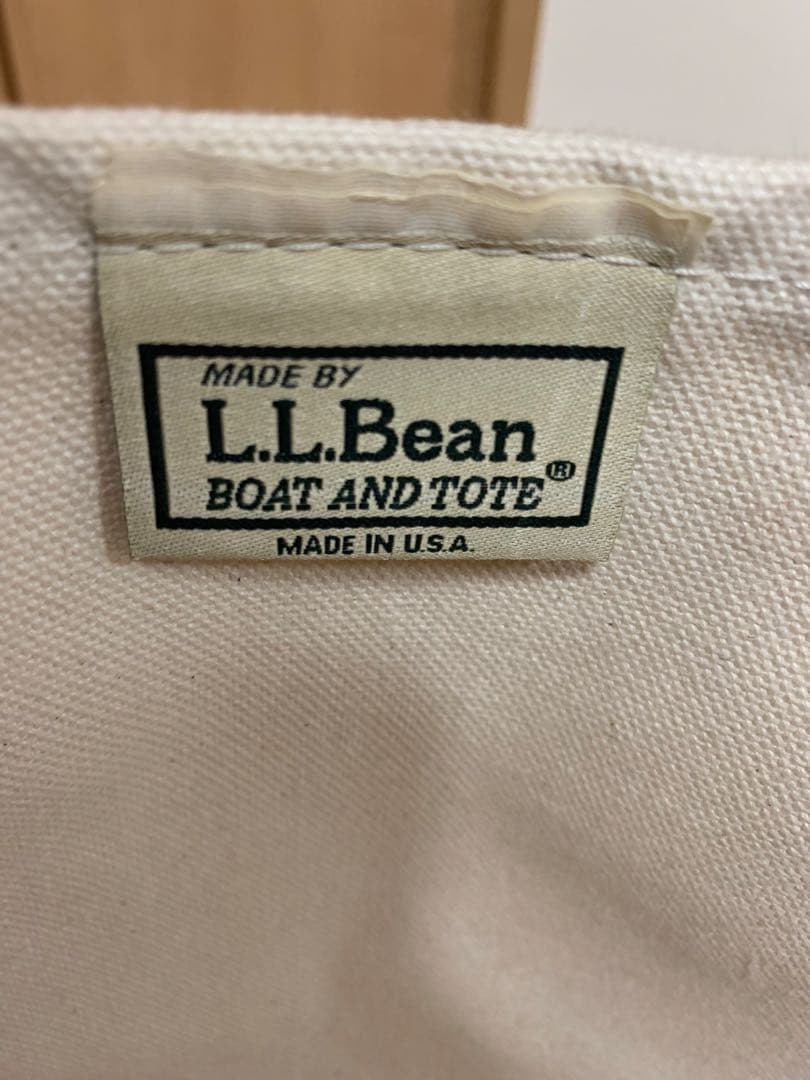 MADE BY
L.L.Bean
BOAT AND TOTE®
MADE IN U.S.A.